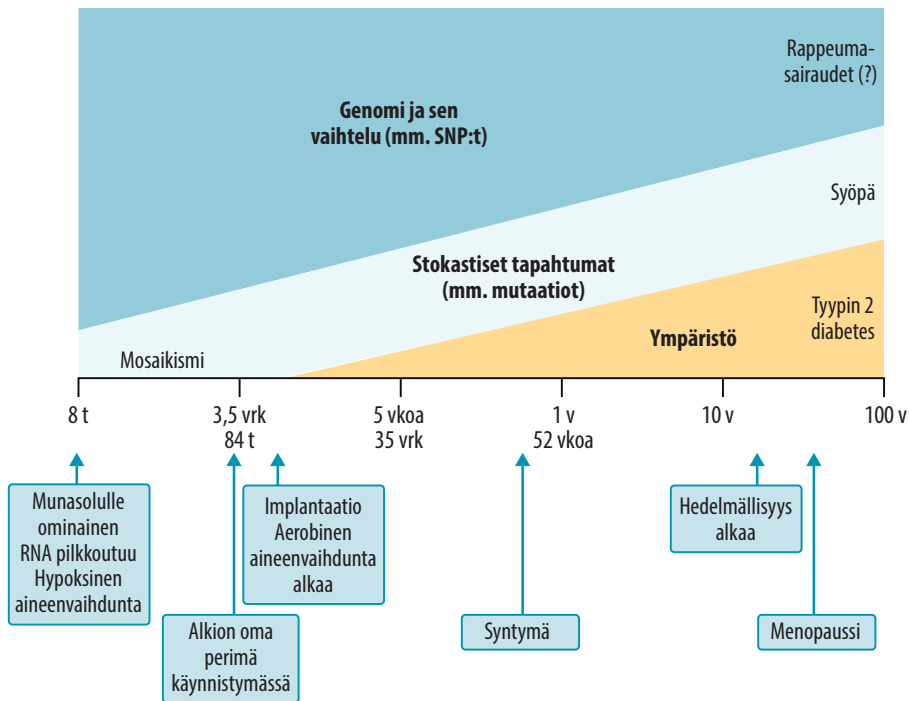 Rappeuma-
sairaudet (?)
Genomi ja sen
vaihtelu (mm. SNP:t)
Syöpä
Stokastiset tapahtumat
(mm. mutaatiot)
Tyypin 2
diabetes
Ympäristö
Mosaikismi
8 t
3,5 vrk
84 t
5 vkoa
35 vrk
1 v
52 vkoa
10 v
100 v
Munasolulle
ominainen
RNA pilkkoutuu
Hypoksinen
aineenvaihdunta
Alkion oma
perimä
käynnistymässä
Implantaatio
Aerobinen
aineenvaihdunta
alkaa
Syntymä
Hedelmällisyys
alkaa
Menopaussi